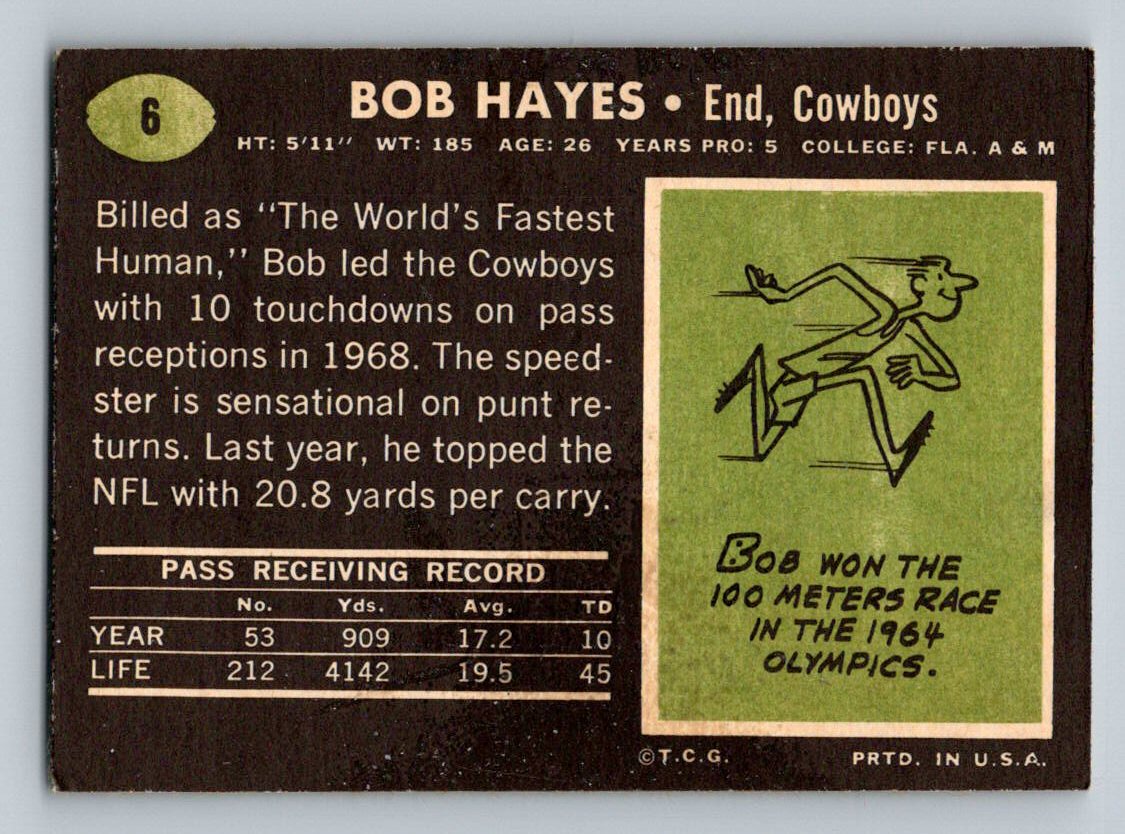 6
BOB HAYES • End, Cowboys
HT: 5'11" WT: 185 AGE: 26 YEARS PRO: 5 COLLEGE: FLA. A & M
Billed as "The World's Fastest
Human," Bob led the Cowboys
with 10 touchdowns on pass
receptions in 1968. The speed-
ster is sensational on punt re-
turns. Last year, he topped the
NFL with 20.8 yards per carry.
PASS RECEIVING RECORD
No. Yds. Avg. TD
YEAR 53 909 17.2 10
LIFE 212 4142 19.5 45
BOB WON THE
100 METERS RACE
IN THE 1964
OLYMPICS.
©T.C.G. PRTD. IN U.S.A.